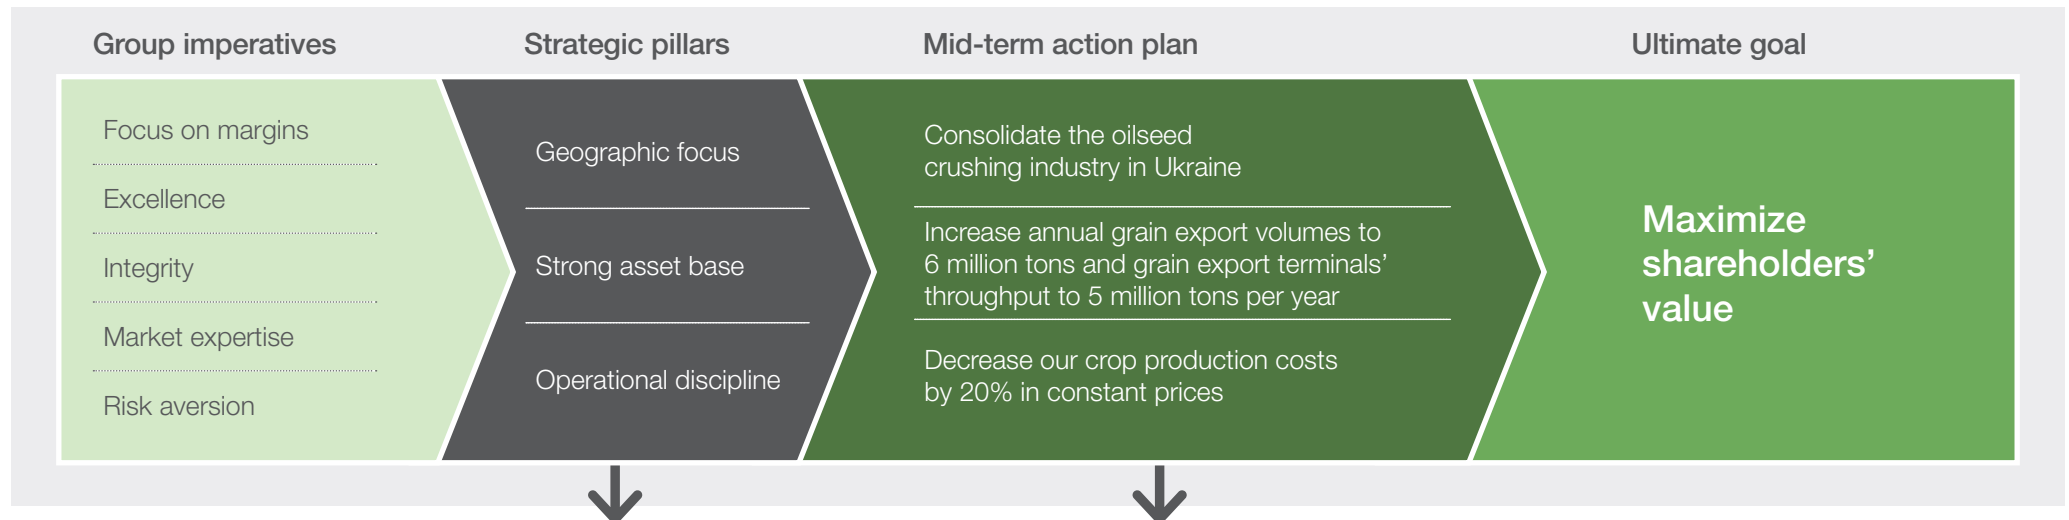 Group imperatives
Strategic pillars
Mid-term action plan
Ultimate goal
Focus on margins
Excellence
Integrity
Market expertise
Risk aversion
Geographic focus
Strong asset base
Operational discipline
Consolidate the oilseed
crushing industry in Ukraine
Increase annual grain export volumes to
6 million tons and grain export terminals’
throughput to 5 million tons per year
Decrease our crop production costs
by 20% in constant prices
Maximize
shareholders’
value